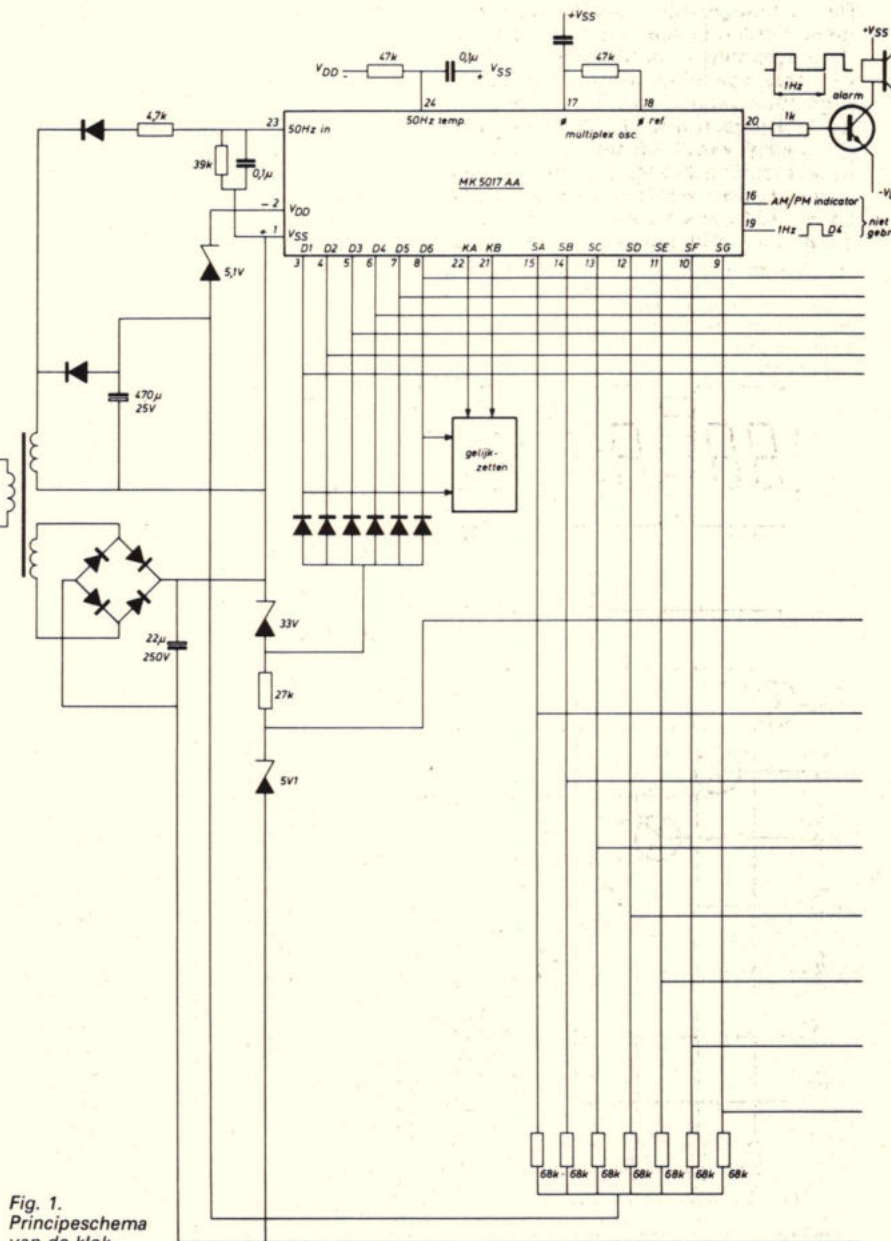 +VSS
47k
0,1µ
VDD
VSS
47k
+VSS
1Hz
alarm
24
17
18
4,7k
23
50Hz in
50Hz temp.
ø
ø ref.
multiplex osc.
20
1k
39k
0,1µ
MK 5017 AA
16
AM/PM indicator
19
1Hz
D4
niet
- 2
VDD
+ 1
VSS
D1 D2 D3 D4 D5 D6 KA KB SA SB SC SD SE SF SG
3 4 5 6 7 8 22 21 15 14 13 12 11 10 9
5,1V
470µ
25V
gelijk-
zetten
33V
22µ
250V
27k
5V1
68k 68k 68k 68k 68k 68k 68k
Fig. 1.
Principeschema
van de klok